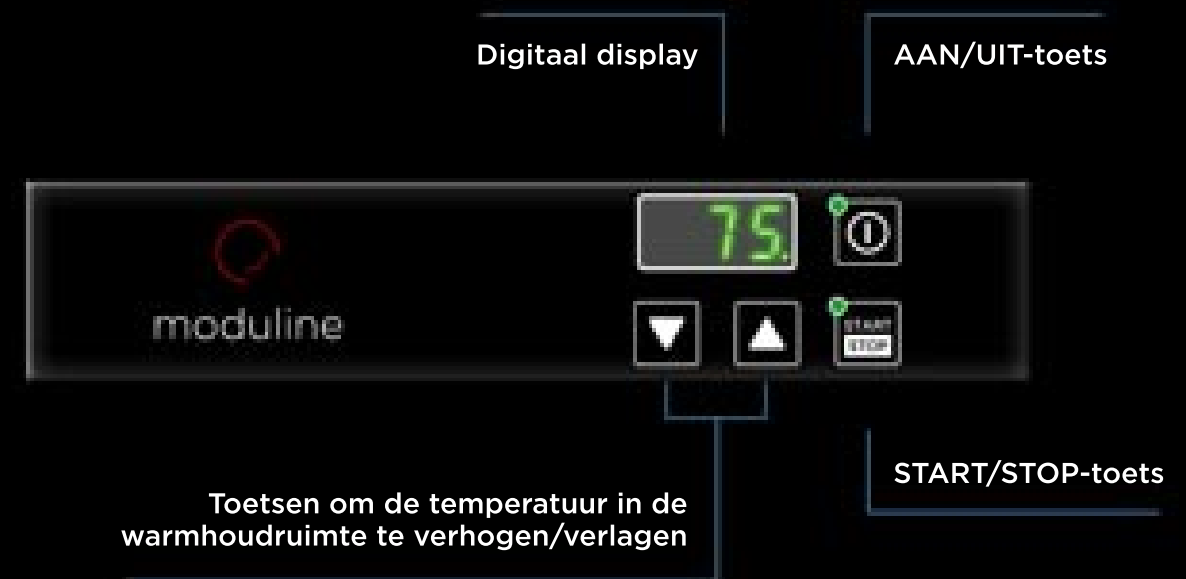 Digitaal display
AAN/UIT-toets
75.
moduline
START
STOP
START/STOP-toets
Toetsen om de temperatuur in de
warmhoudruimte te verhogen/verlagen